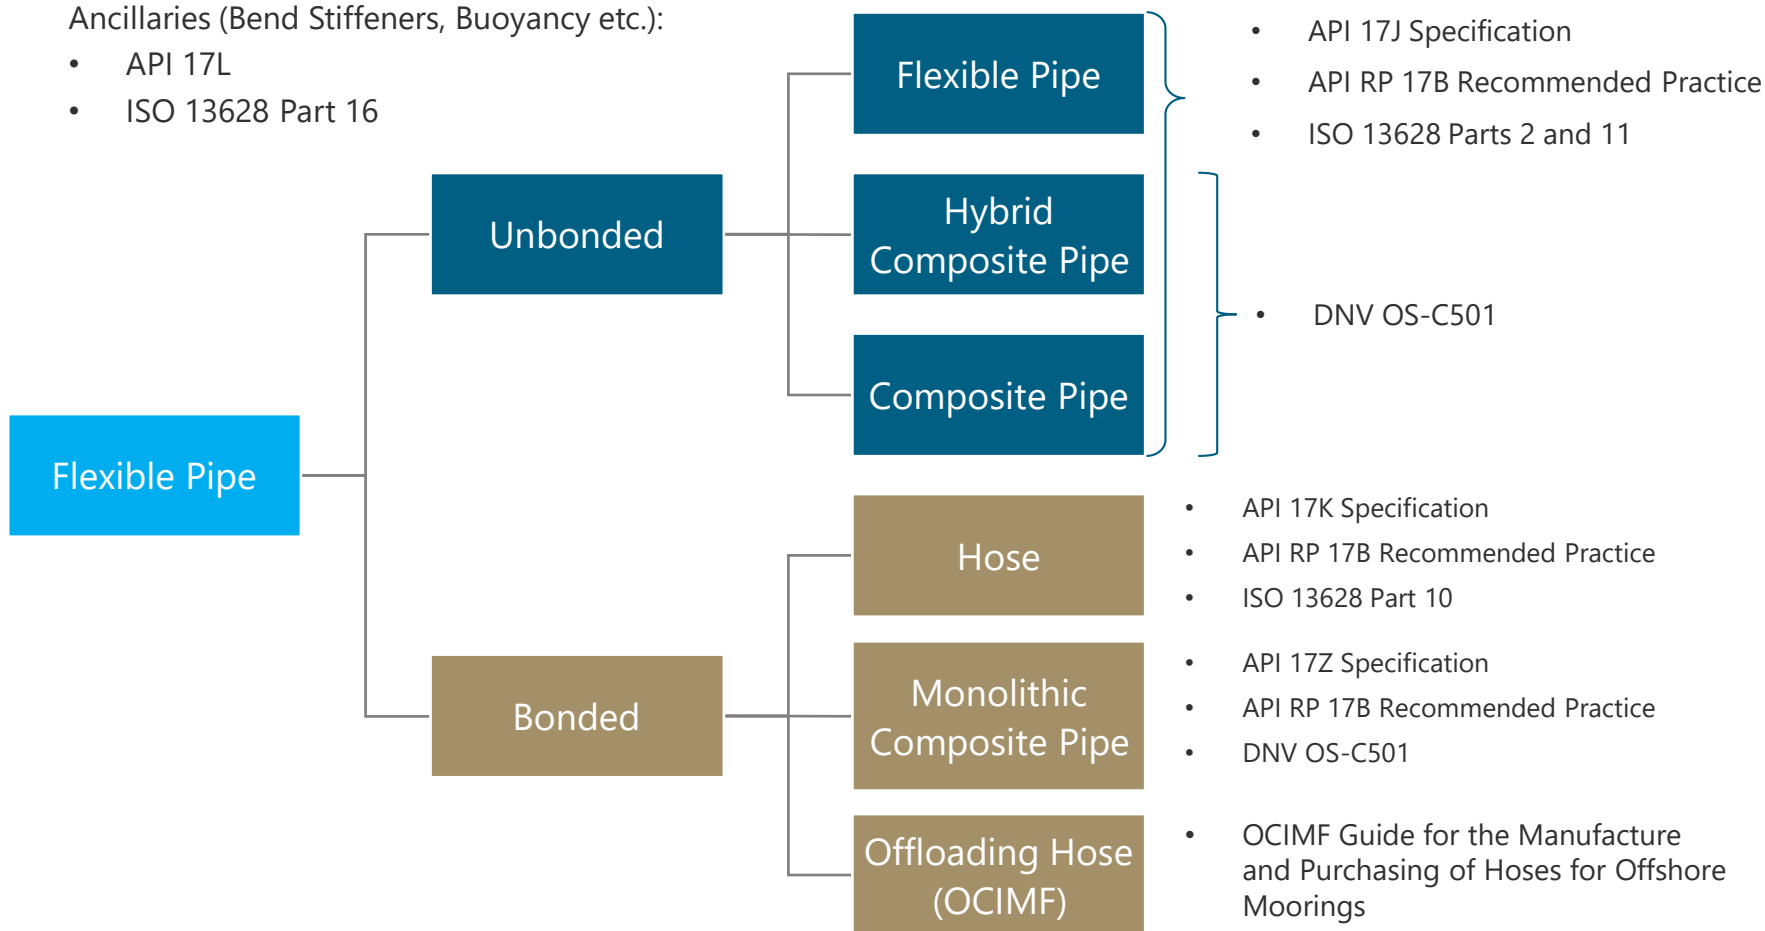 Ancillaries (Bend Stiffeners, Buoyancy etc.):
• API 17L
• ISO 13628 Part 16
Flexible Pipe
• API 17J Specification
• API RP 17B Recommended Practice
• ISO 13628 Parts 2 and 11
Unbonded
Hybrid
Composite Pipe
• DNV OS-C501
Composite Pipe
Flexible Pipe
Hose
• API 17K Specification
• API RP 17B Recommended Practice
• ISO 13628 Part 10
Bonded
Monolithic
Composite Pipe
• API 17Z Specification
• API RP 17B Recommended Practice
• DNV OS-C501
Offloading Hose
(OCIMF)
• OCIMF Guide for the Manufacture
and Purchasing of Hoses for Offshore
Moorings